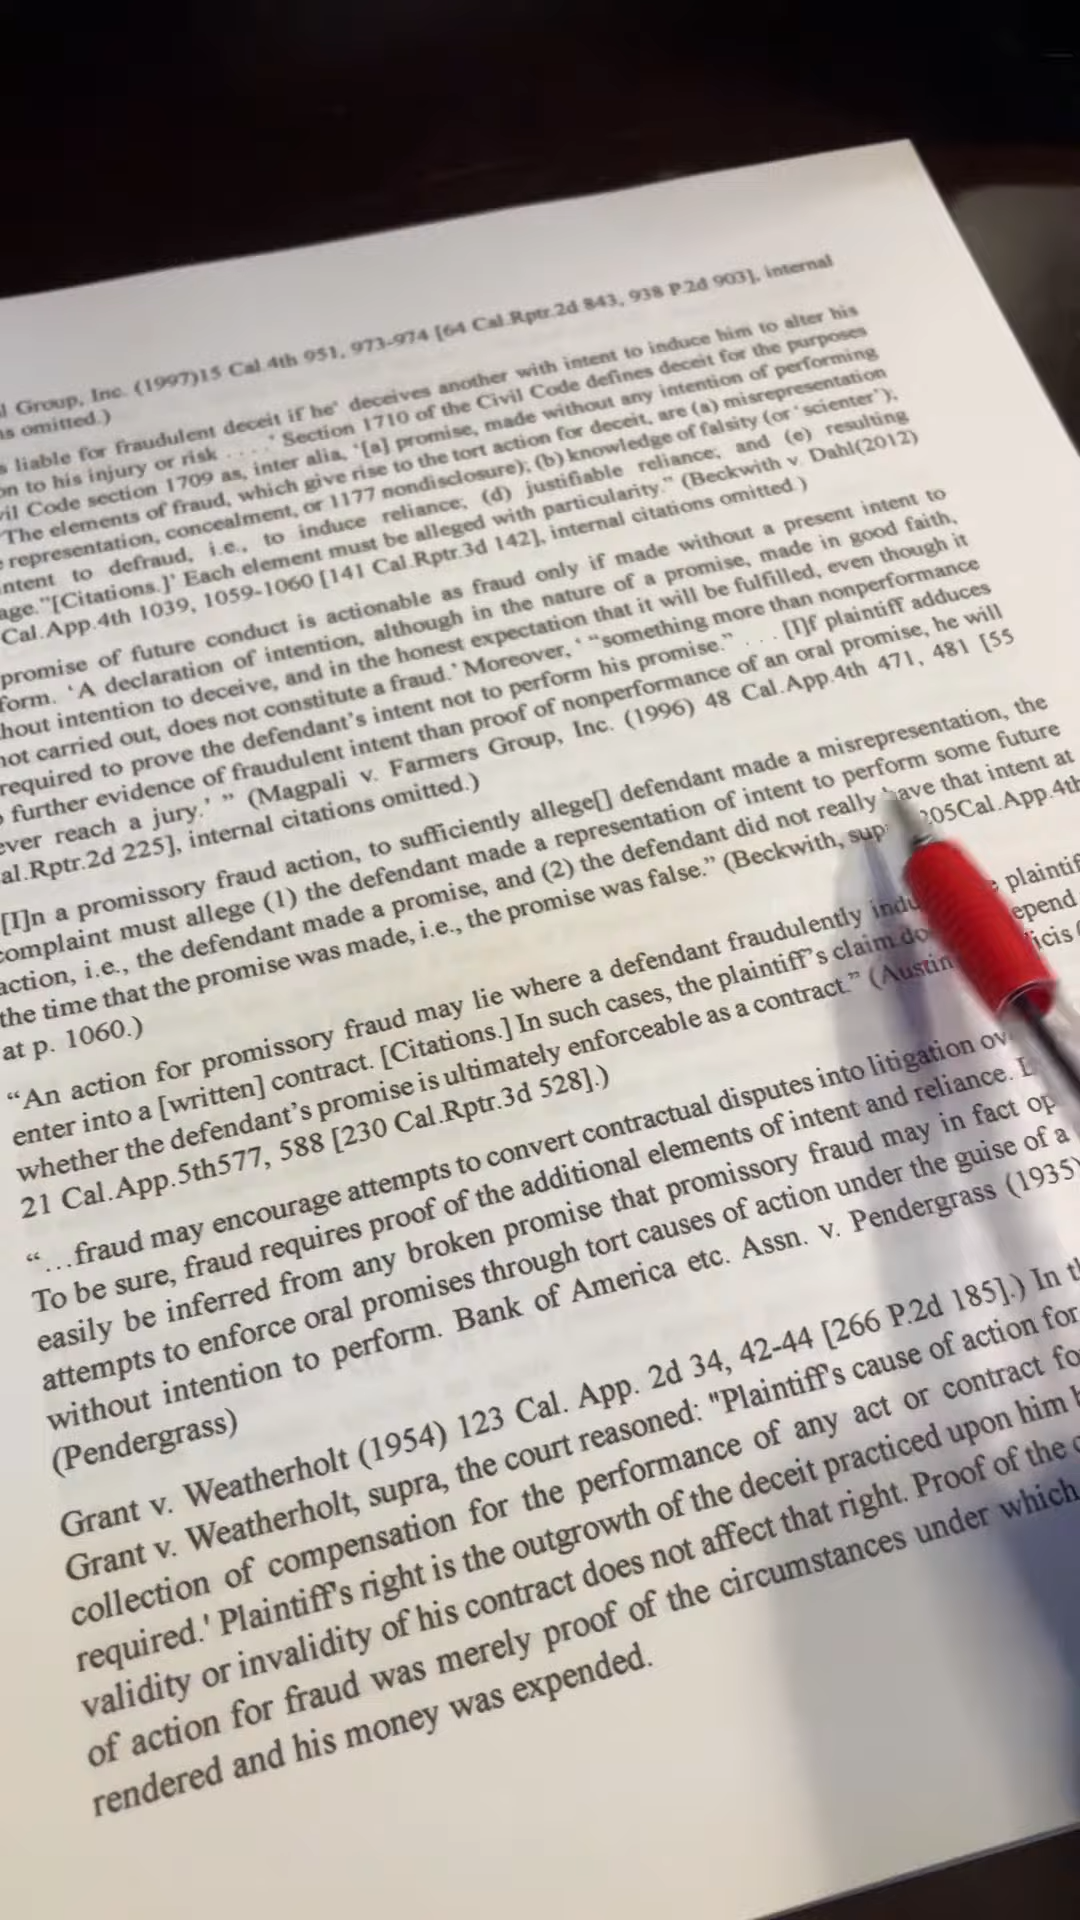 l Group, Inc. (1997)15 Cal.4th 951, 973-974 [64 Cal.Rptr.2d 843, 938 P.2d 903], internal
ns omitted.)
s liable for fraudulent deceit if he' deceives another with intent to induce him to alter his
on to his injury or risk . . . . ' Section 1710 of the Civil Code defines deceit for the purposes
vil Code section 1709 as, inter alia, '[a] promise, made without any intention of performing
The elements of fraud, which give rise to the tort action for deceit, are (a) misrepresentation
e representation, concealment, or 1177 nondisclosure); (b) knowledge of falsity (or 'scienter');
intent to defraud, i.e., to induce reliance; (d) justifiable reliance; and (e) resulting
age."[Citations.]' Each element must be alleged with particularity." (Beckwith v. Dahl(2012)
Cal.App.4th 1039, 1059-1060 [141 Cal.Rptr.3d 142], internal citations omitted.)
promise of future conduct is actionable as fraud only if made without a present intent to
form. 'A declaration of intention, although in the nature of a promise, made in good faith,
hout intention to deceive, and in the honest expectation that it will be fulfilled, even though it
not carried out, does not constitute a fraud.' Moreover, ' "something more than nonperformance
required to prove the defendant's intent not to perform his promise." . . . [I]f plaintiff adduces
o further evidence of fraudulent intent than proof of nonperformance of an oral promise, he will
ever reach a jury.' " (Magpali v. Farmers Group, Inc. (1996) 48 Cal.App.4th 471, 481 [55
al.Rptr.2d 225], internal citations omitted.)
[I]n a promissory fraud action, to sufficiently allege[] defendant made a misrepresentation, the
complaint must allege (1) the defendant made a representation of intent to perform some future
action, i.e., the defendant made a promise, and (2) the defendant did not really have that intent at
the time that the promise was made, i.e., the promise was false." (Beckwith, sup 205Cal.App.4th
at p. 1060.)
"An action for promissory fraud may lie where a defendant fraudulently indu plaintiff
enter into a [written] contract. [Citations.] In such cases, the plaintiff's claim do epend
whether the defendant's promise is ultimately enforceable as a contract." (Austin icis
21 Cal.App.5th577, 588 [230 Cal.Rptr.3d 528].)
"…fraud may encourage attempts to convert contractual disputes into litigation ov
To be sure, fraud requires proof of the additional elements of intent and reliance.
easily be inferred from any broken promise that promissory fraud may in fact op
attempts to enforce oral promises through tort causes of action under the guise of a
without intention to perform. Bank of America etc. Assn. v. Pendergrass (1935)
(Pendergrass)
Grant v. Weatherholt (1954) 123 Cal. App. 2d 34, 42-44 [266 P.2d 185].) In th
Grant v. Weatherholt, supra, the court reasoned: "Plaintiff's cause of action for
collection of compensation for the performance of any act or contract fo
required.' Plaintiff's right is the outgrowth of the deceit practiced upon him b
validity or invalidity of his contract does not affect that right. Proof of the c
of action for fraud was merely proof of the circumstances under which
rendered and his money was expended.